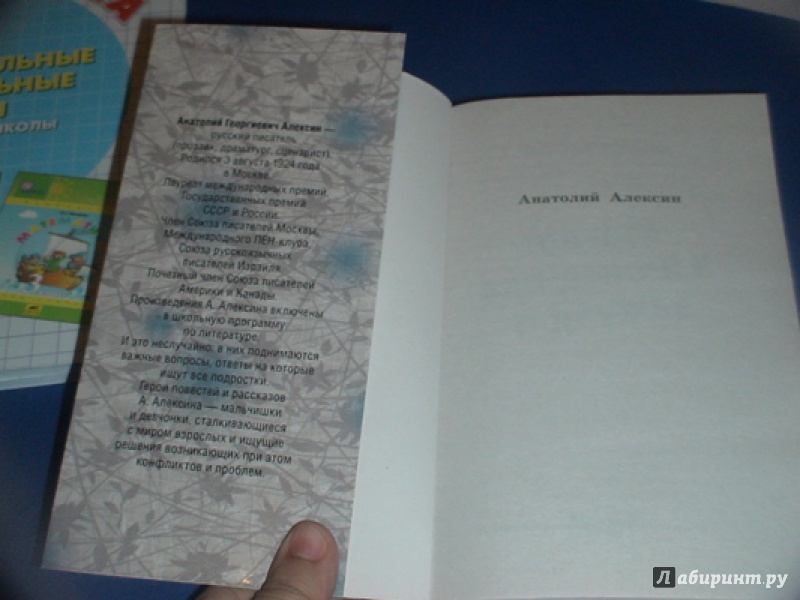 Анатолий Георгиевич Алексин —
русский писатель
(прозаик, драматург, сценарист).
Родился 3 августа 1924 года
в Москве.
Лауреат международных премий
Государственных премий
СССР и России.
Член Союза писателей Москвы,
Международного ПЕН-клуба,
Союза русскоязычных
писателей Израиля.
Почетный член Союза писателей
Америки и Канады.
Произведения А. Алексина включены
в школьную программу
по литературе.
И это неслучайно: в них поднимаются
важные вопросы, ответы на которые
ищут все подростки.
Герои повестей и рассказов
А. Алексина — мальчишки
и девчонки, сталкивающиеся
с миром взрослых и ищущие
решения возникающих при этом
конфликтов и проблем.
Анатолий Алексин
Лабиринт.ру